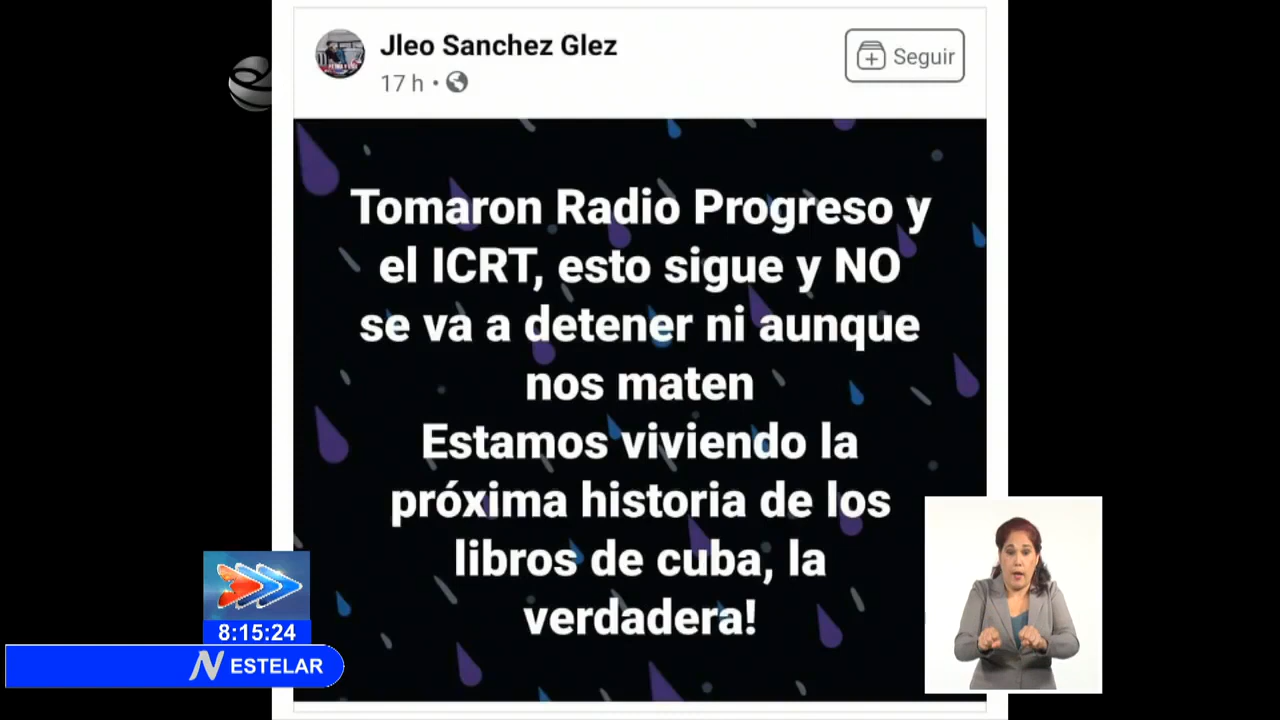 Jleo Sanchez Glez
17 h •
Seguir
Tomaron Radio Progreso y
el ICRT, esto sigue y NO
se va a detener ni aunque
nos maten
Estamos viviendo la
próxima historia de los
libros de cuba, la
verdadera!
8:15:24
N ESTELAR